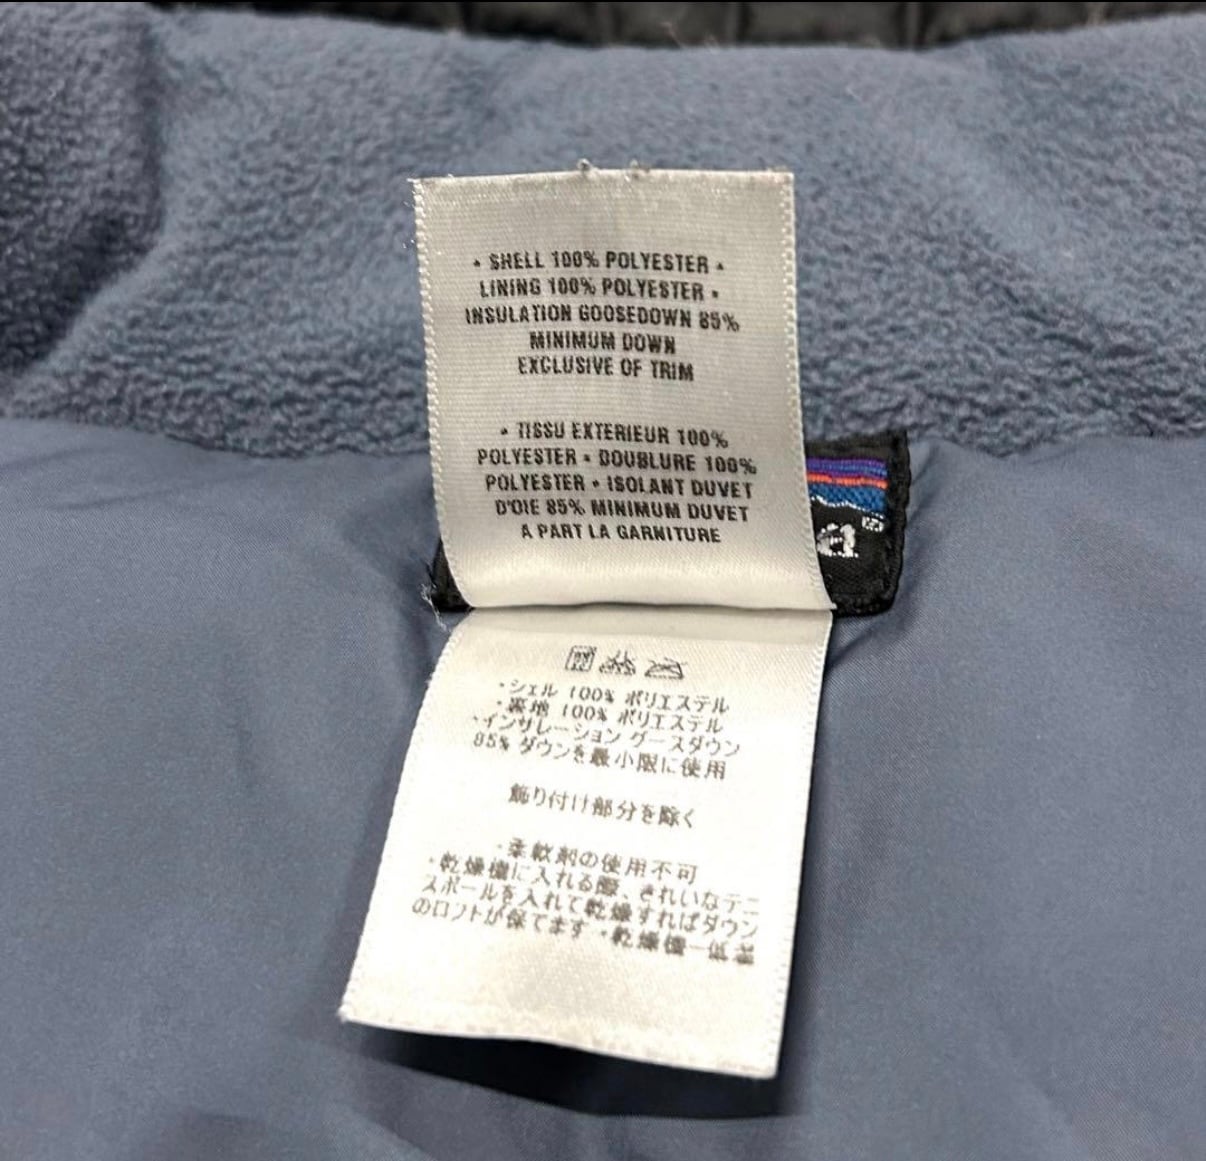 • SHELL 100% POLYESTER •
LINING 100% POLYESTER •
INSULATION GOOSEDOWN 85%
MINIMUM DOWN
EXCLUSIVE OF TRIM
• TISSU EXTERIEUR 100%
POLYESTER • DOUBLURE 100%
POLYESTER • ISOLANT DUVET
D'OIE 85% MINIMUM DUVET
A PART LA GARNITURE
a®
・シェル 100% ポリエステル
・裏地 100% ポリエステル
・インサレーション グースダウン
85% ダウンを最小限に使用
飾り付け部分を除く
・柔軟剤の使用不可
・乾燥機に入れる際、きれいなテニ
スボールを入れて乾燥すればダウン
のロフトが保てます・乾燥機ー低温